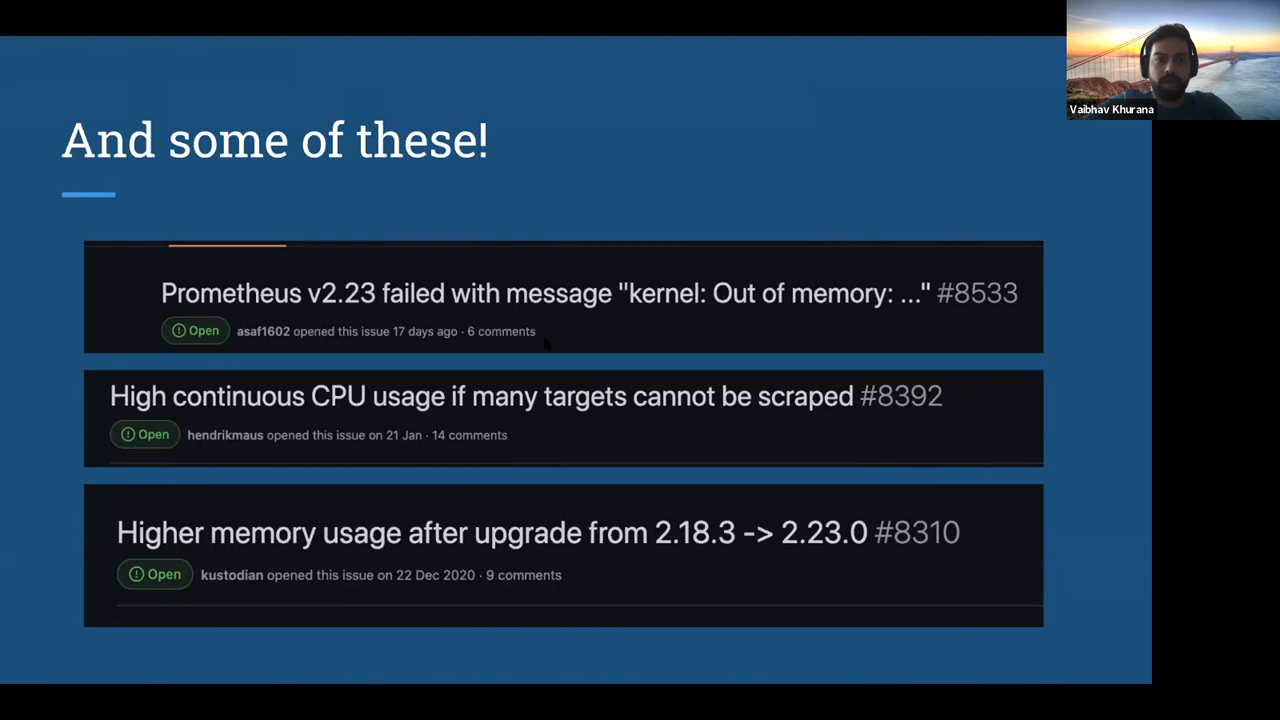 Vaibhav Khurana
And some of these!
Prometheus v2.23 failed with message "kernel: Out of memory: ..." #8533
Open asaf1602 opened this issue 17 days ago · 6 comments
High continuous CPU usage if many targets cannot be scraped #8392
Open hendrikmaus opened this issue on 21 Jan · 14 comments
Higher memory usage after upgrade from 2.18.3 -> 2.23.0 #8310
Open kustodian opened this issue on 22 Dec 2020 · 9 comments